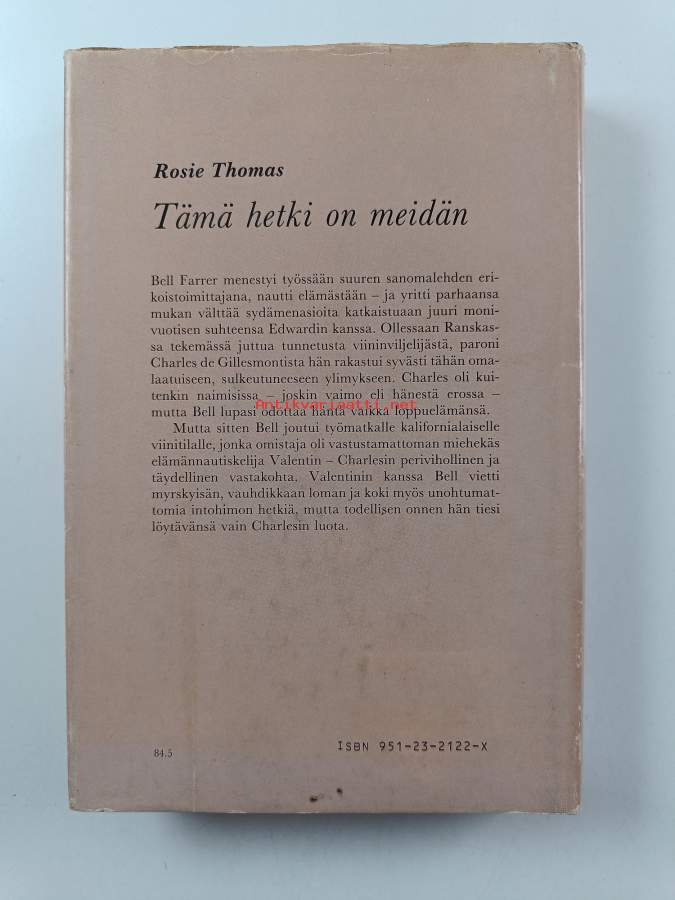 Rosie Thomas
Tämä hetki on meidän
Bell Farrer menestyi työssään suuren sanomalehden eri-
koistoimittajana, nautti elämästään – ja yritti parhaansa
mukan välttää sydämenasioita katkaistuaan juuri moni-
vuotisen suhteensa Edwardin kanssa. Ollessaan Ranskas-
sa tekemässä juttua tunnetusta viininviljelijästä, paroni
Charles de Gillesmontista hän rakastui syvästi tähän oma-
laatuiseen, sulkeutuneeseen ylimykseen. Charles oli kui-
tenkin naimisissa – joskin vaimo eli hänestä erossa –
Antikvariaatti.net
mutta Bell lupasi odottaa häntä vaikka loppuelämänsä.
Mutta sitten Bell joutui työmatkalle kalifornialaiselle
viinitilalle, jonka omistaja oli vastustamattoman miehekäs
elämännautiskelija Valentin – Charlesin perivihollinen ja
täydellinen vastakohta, Valentinin kanssa Bell vietti
myrskyisän, vauhdikkaan loman ja koki myös unohtumat-
tomia intohimon hetkiä, mutta todellisen onnen hän tiesi
löytävänsä vain Charlesin luota.
84.5
ISBN 951-23-2122-X